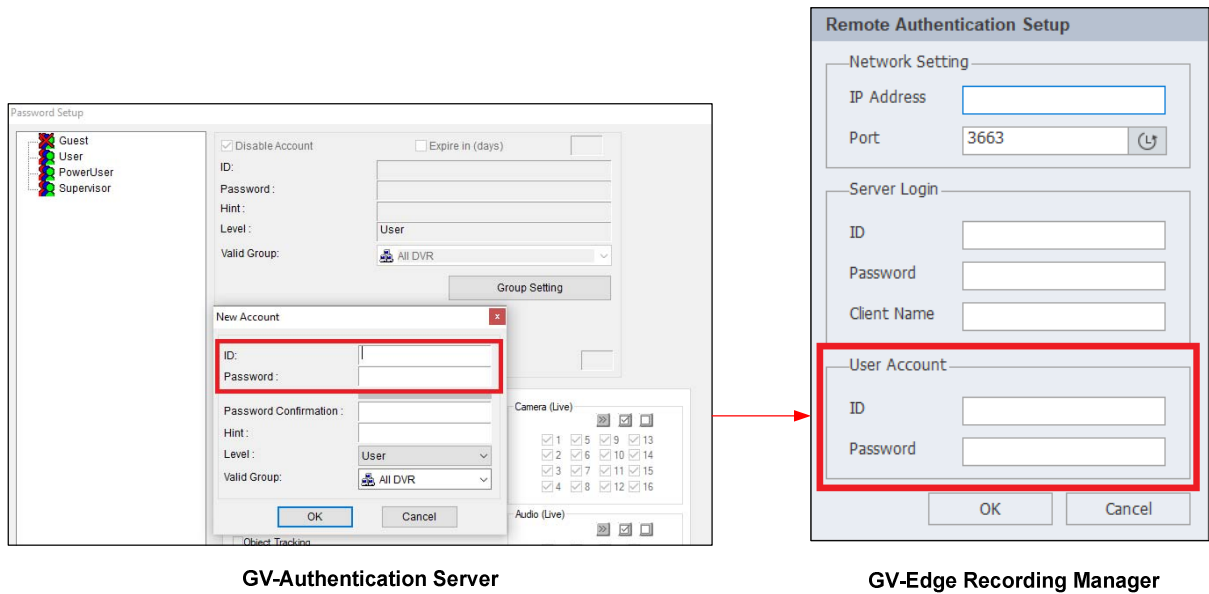 Password Setup
Guest
User
PowerUser
Supervisor
Disable Account
Expire in (days)
ID:
Password :
Hint :
Level :
User
Valid Group:
All DVR
Group Setting
New Account
x
ID:
Password :
Password Confirmation :
Hint :
Level :
User
Valid Group:
All DVR
OK
Cancel
Camera (Live)
1 5 9 13
2 6 10 14
3 7 11 15
4 8 12 16
Audio (Live)
Object Tracking
GV-Authentication Server
Remote Authentication Setup
Network Setting
IP Address
Port
3663
Server Login
ID
Password
Client Name
User Account
ID
Password
OK
Cancel
GV-Edge Recording Manager